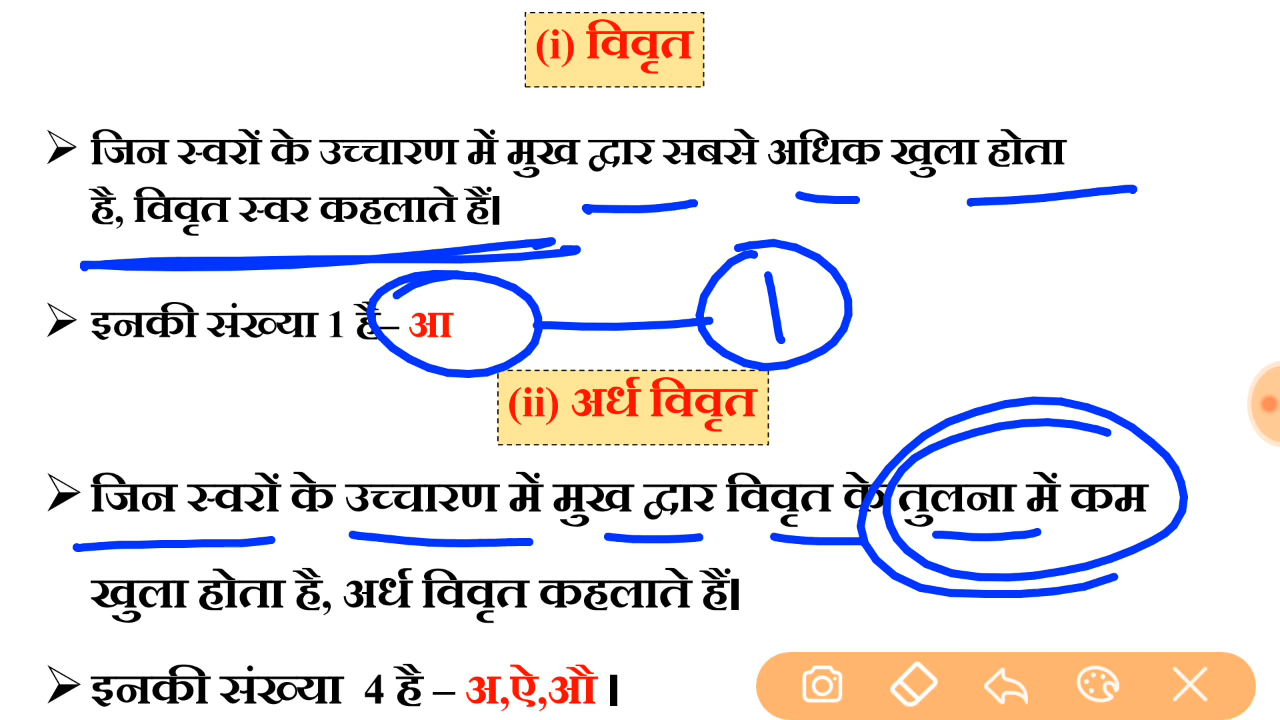 (i) विवृत
➢ जिन स्वरों के उच्चारण में मुख द्वार सबसे अधिक खुला होता
है, विवृत स्वर कहलाते हैं।
➢ इनकी संख्या 1 है– आ
1
(ii) अर्ध विवृत
➢ जिन स्वरों के उच्चारण में मुख द्वार विवृत के तुलना में कम
खुला होता है, अर्ध विवृत कहलाते हैं।
➢ इनकी संख्या 4 है – अ,ऐ,औ ।